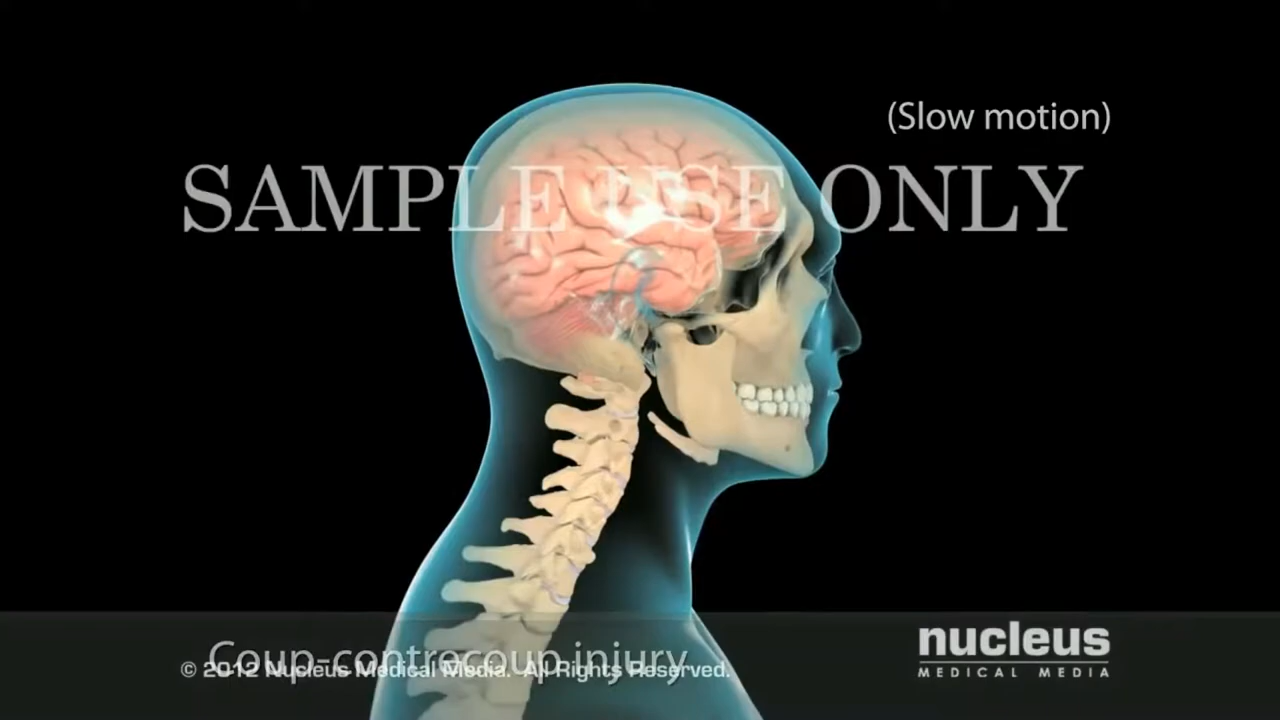 (Slow motion)
SAMPLE USE ONLY
Coup-contrecoup injury
© 2012 Nucleus Medical Media. All Rights Reserved.
nucleus
MEDICAL MEDIA